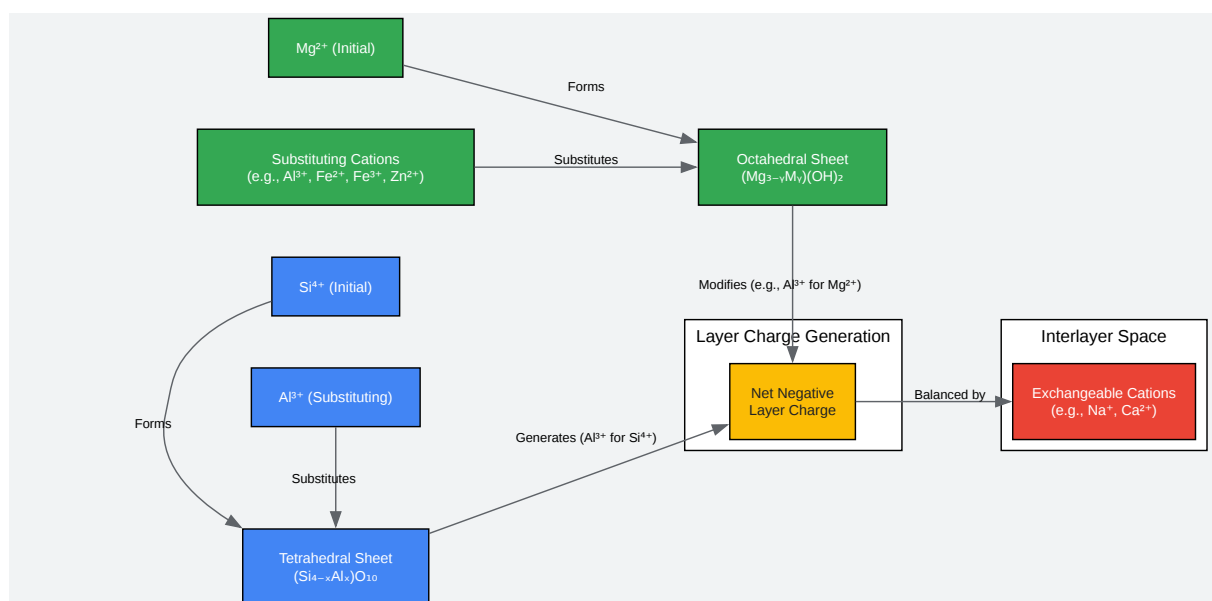 Mg²⁺ (Initial)
Forms
Substituting Cations
(e.g., Al³⁺, Fe²⁺, Fe³⁺, Zn²⁺)
Substitutes
Octahedral Sheet
(Mg₃₋ᵧMᵧ)(OH)₂
Si⁴⁺ (Initial)
Modifies (e.g., Al³⁺ for Mg²⁺)
Layer Charge Generation
Interlayer Space
Al³⁺ (Substituting)
Net Negative
Layer Charge
Balanced by
Exchangeable Cations
(e.g., Na⁺, Ca²⁺)
Forms
Generates (Al³⁺ for Si⁴⁺)
Substitutes
Tetrahedral Sheet
(Si₄₋ₓAlₓ)O₁₀